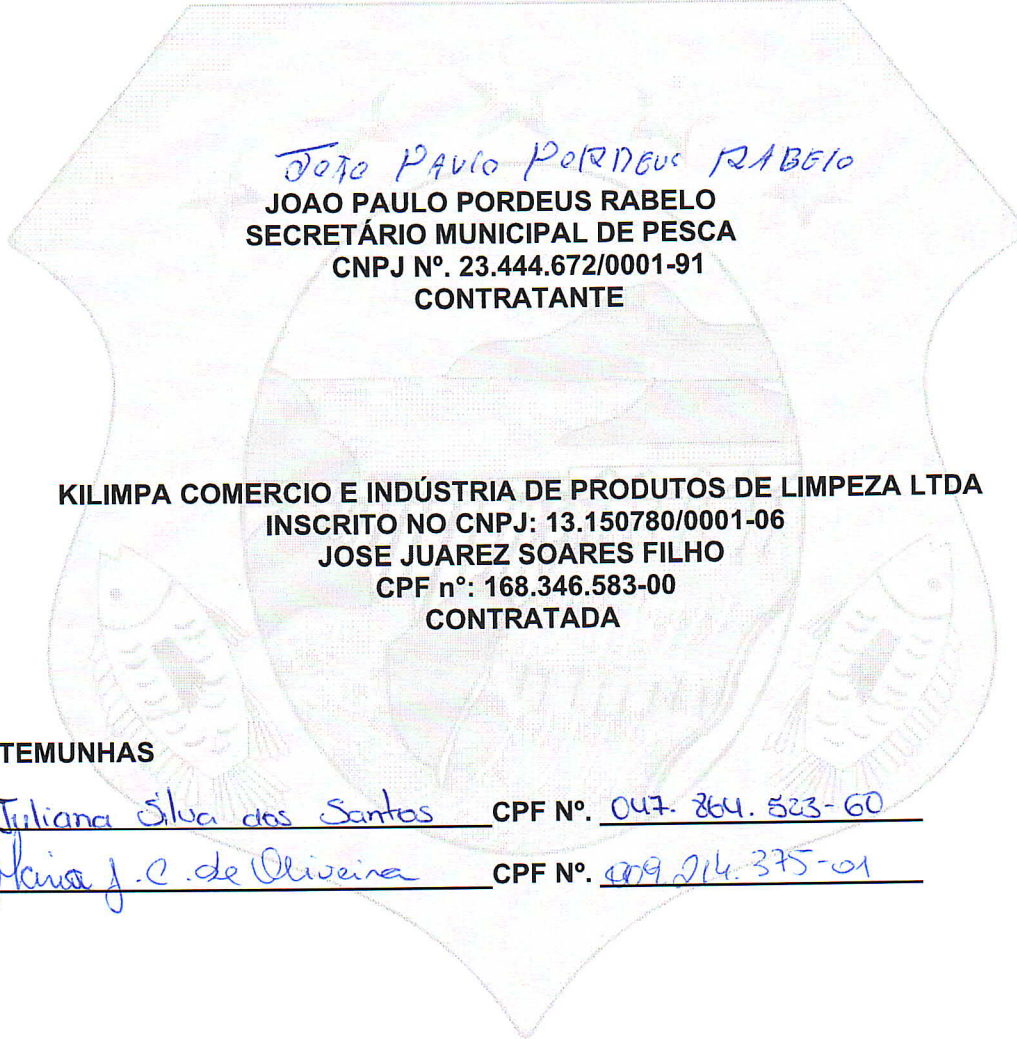 João Paulo Pordeus Rabelo
JOAO PAULO PORDEUS RABELO
SECRETÁRIO MUNICIPAL DE PESCA
CNPJ Nº. 23.444.672/0001-91
CONTRATANTE
KILIMPA COMERCIO E INDÚSTRIA DE PRODUTOS DE LIMPEZA LTDA
INSCRITO NO CNPJ: 13.150780/0001-06
JOSE JUAREZ SOARES FILHO
CPF n°: 168.346.583-00
CONTRATADA
TEMUNHAS
Juliana Silva dos Santos CPF Nº. 047.864.523-60
Maria J. C. de Oliveira CPF Nº. 214.375-01